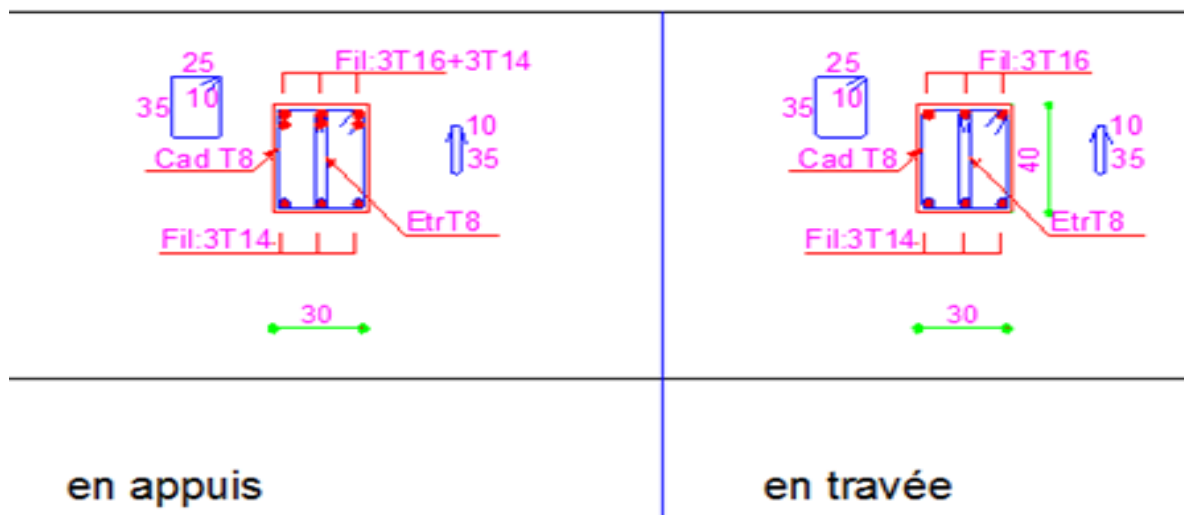 25
Fil:3T16+3T14
35
10
10
35
Cad T8
EtrT8
Fil:3T14
30
25
Fil:3T16
35
10
10
35
Cad T8
40
EtrT8
Fil:3T14
30
en appuis
en travée